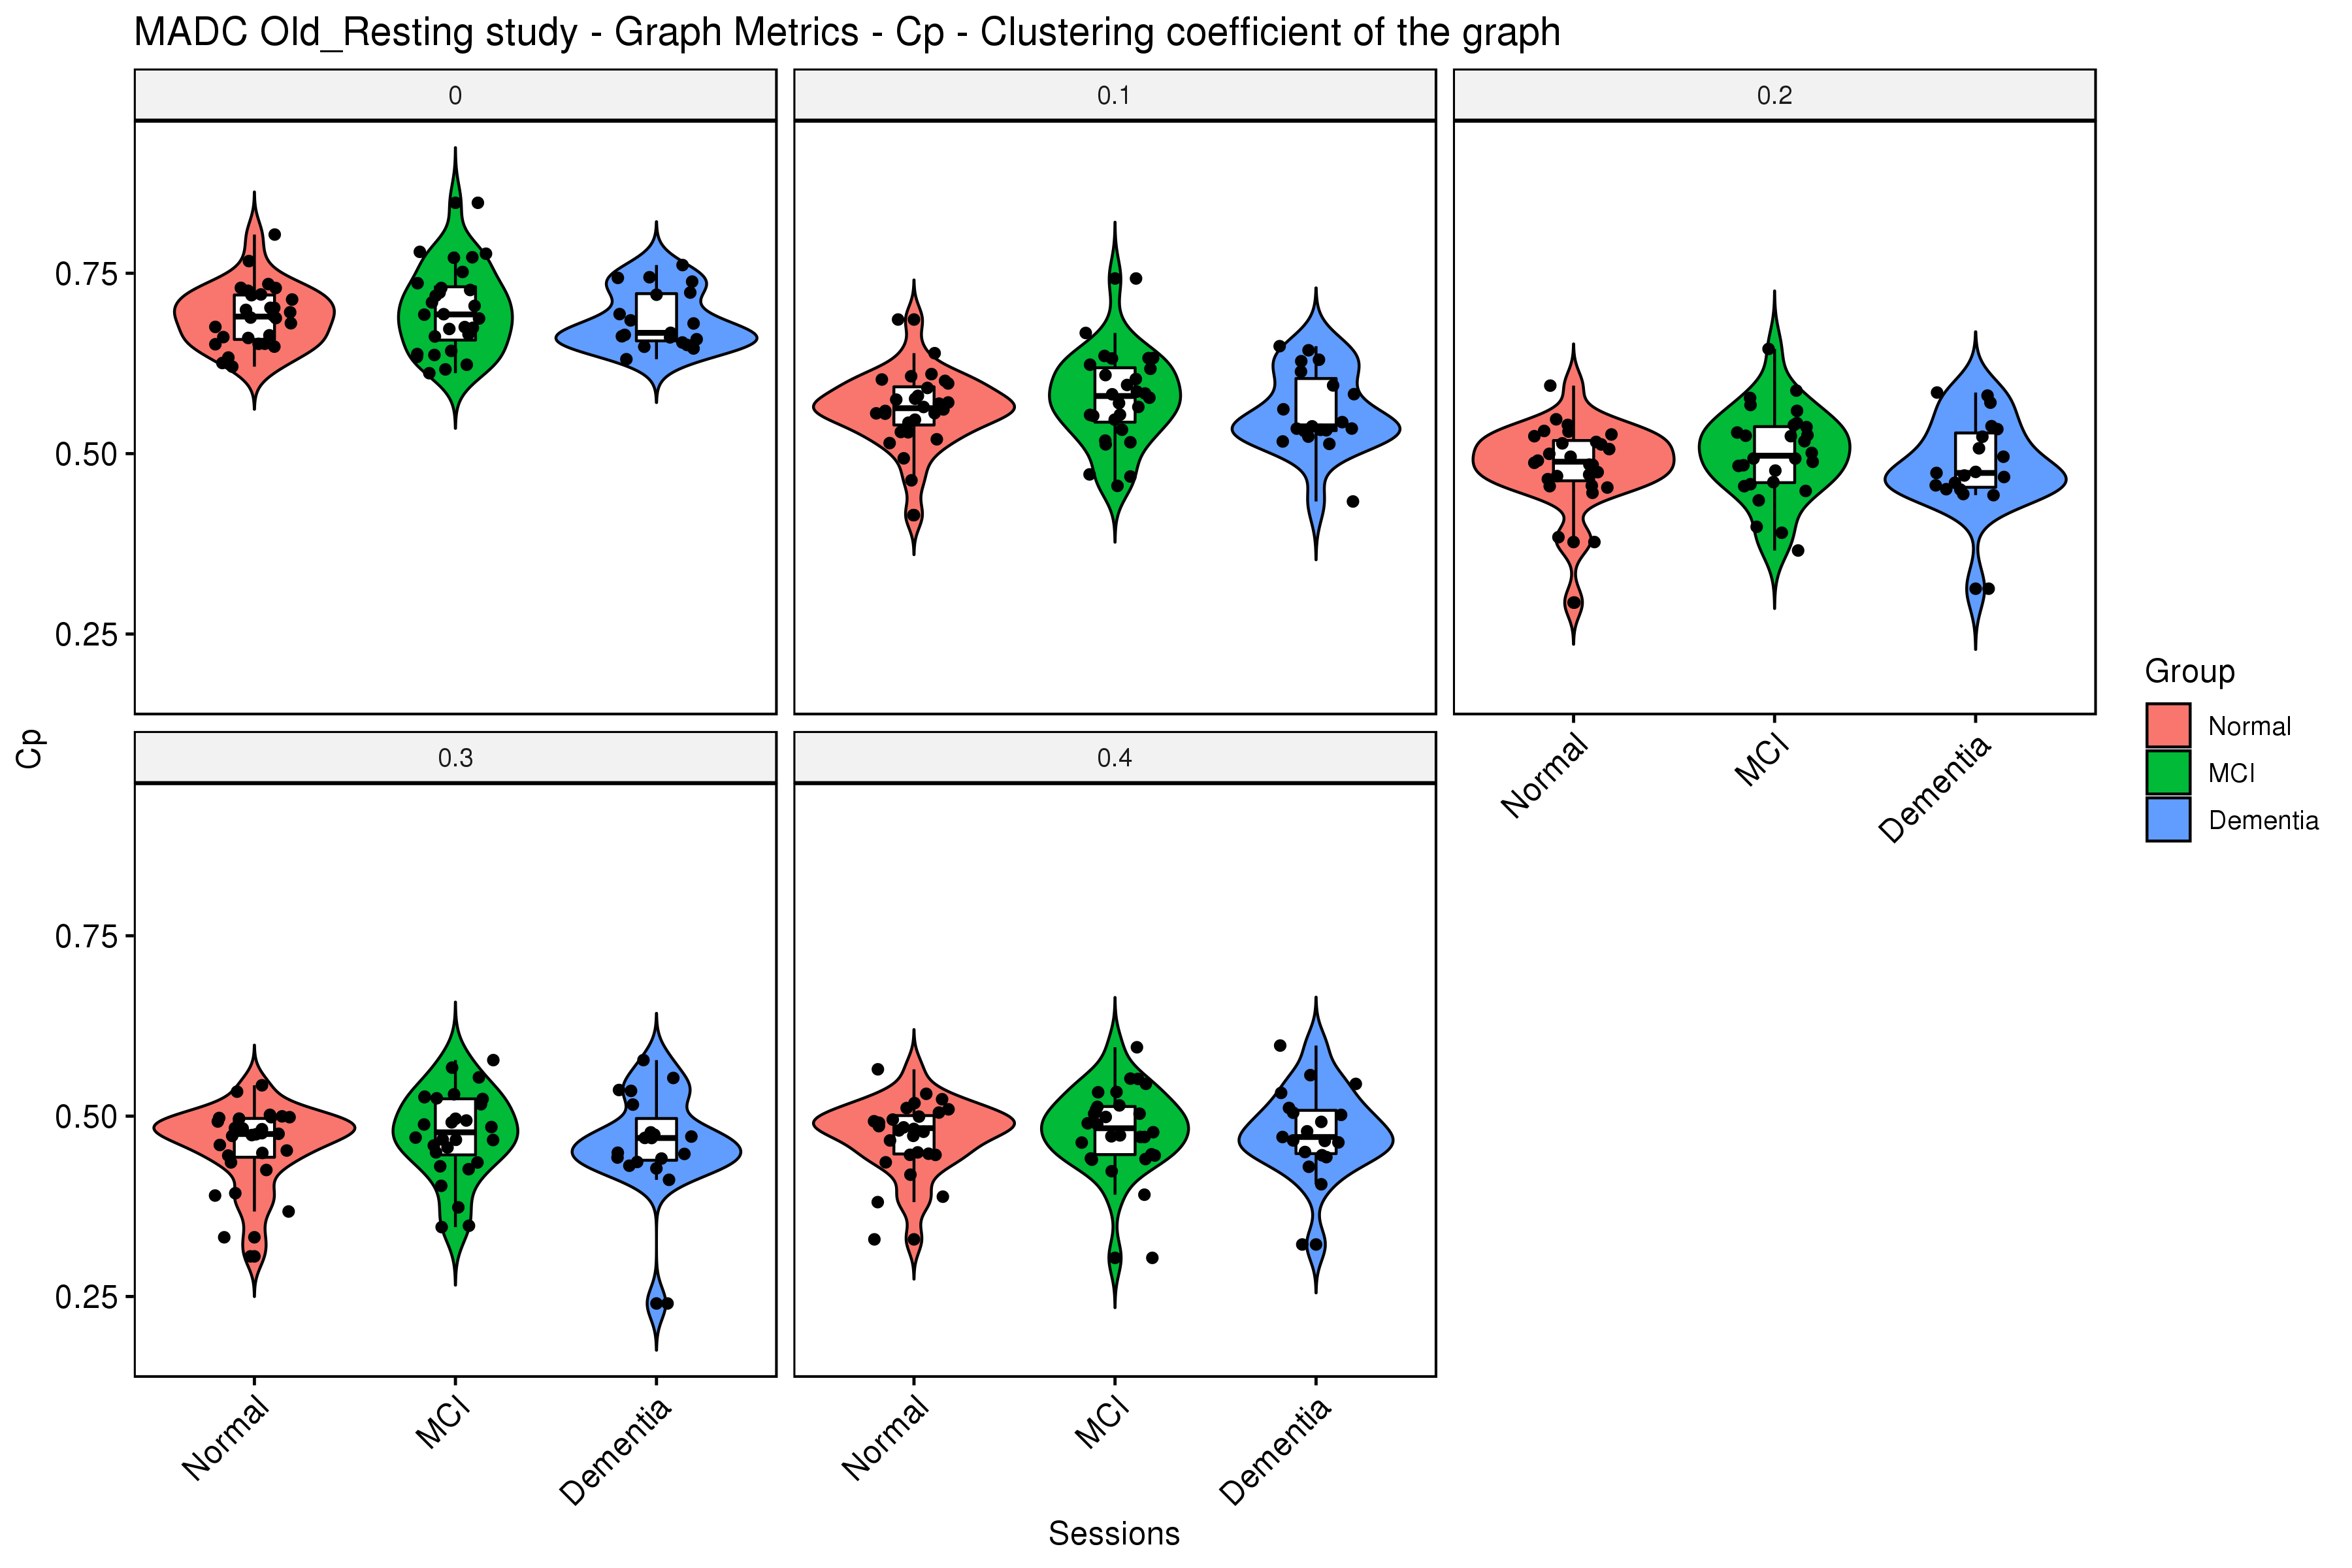 MADC Old_Resting study - Graph Metrics - Cp - Clustering coefficient of the graph
0
0.1
0.2
0.75
0.50
0.25
Normal
MCI
Dementia
Cp
0.3
0.4
0.75
0.50
0.25
Normal
MCI
Dementia
Normal
MCI
Dementia
Sessions
Group
Normal
MCI
Dementia